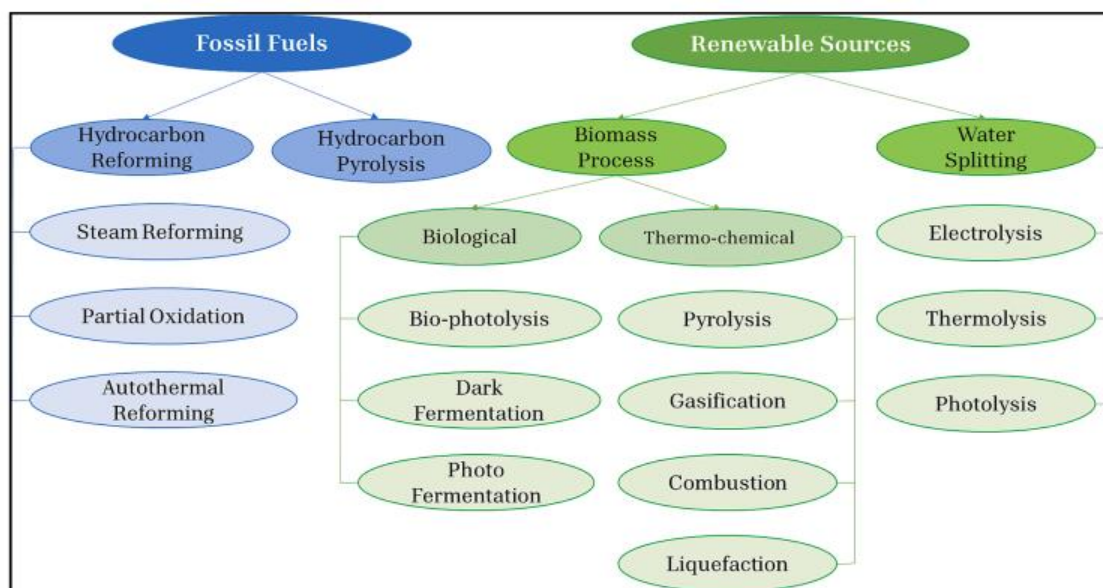 Fossil Fuels
Renewable Sources
Hydrocarbon
Reforming
Hydrocarbon
Pyrolysis
Biomass
Process
Water
Splitting
Steam Reforming
Biological
Thermo-chemical
Electrolysis
Partial Oxidation
Bio-photolysis
Pyrolysis
Thermolysis
Autothermal
Reforming
Dark
Fermentation
Gasification
Photolysis
Photo
Fermentation
Combustion
Liquefaction